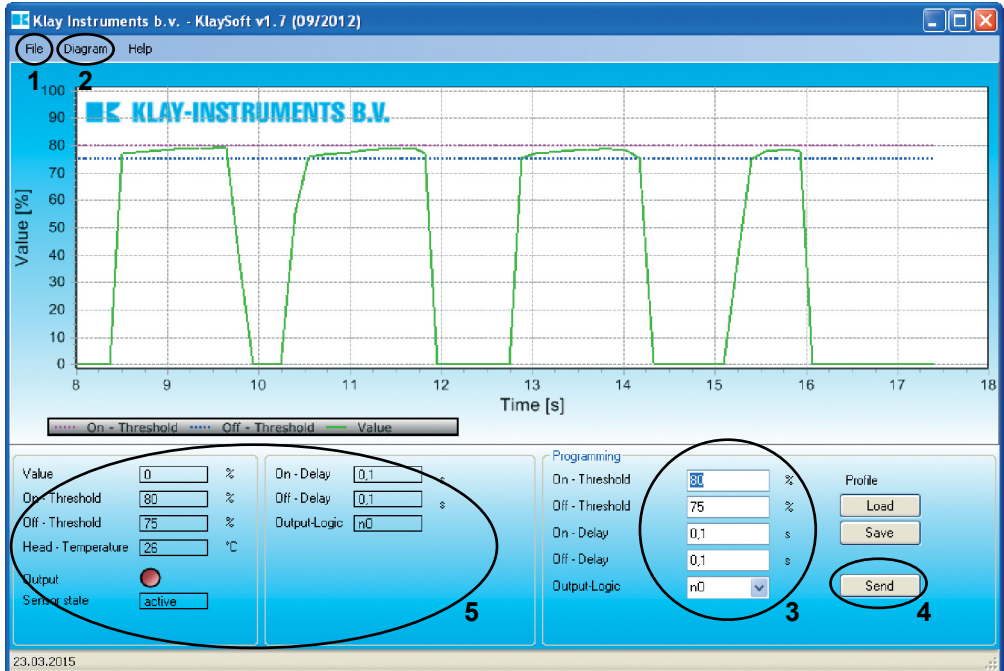 Klay Instruments b.v. - KlaySoft v1.7 (09/2012)
File Diagram Help
1 2
KLAY-INSTRUMENTS B.V.
Value [%]
100
90
80
70
60
50
40
30
20
10
0
8 9 10 11 12 13 14 15 16 17 18
Time [s]
On - Threshold Off - Threshold Value
Value 0 %
On - Threshold 80 %
Off - Threshold 75 %
Head - Temperature 26 °C
Output
Sensor state active
On - Delay 0,1 s
Off - Delay 0,1 s
Output-Logic n0
5
Programming
On - Threshold 80 %
Off - Threshold 75 %
On - Delay 0,1 s
Off - Delay 0,1 s
Output-Logic n0
3
Profile
Load
Save
Send
4
23.03.2015